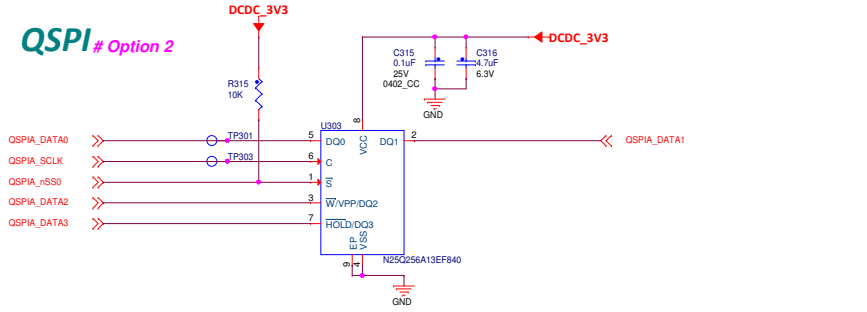 DCDC_3V3
QSPI # Option 2
DCDC_3V3
C315
0.1uF
25V
0402_CC
C316
4.7uF
6.3V
R315
10K
GND
U303
8
VCC
QSPIA_DATA0
TP301
5
DQ0
DQ1
2
QSPIA_DATA1
QSPIA_SCLK
TP303
6
C
QSPIA_nSS0
1
S
QSPIA_DATA2
3
W/VPP/DQ2
QSPIA_DATA3
7
HOLD/DQ3
EP
VSS
9
4
N25Q256A13EF840
GND